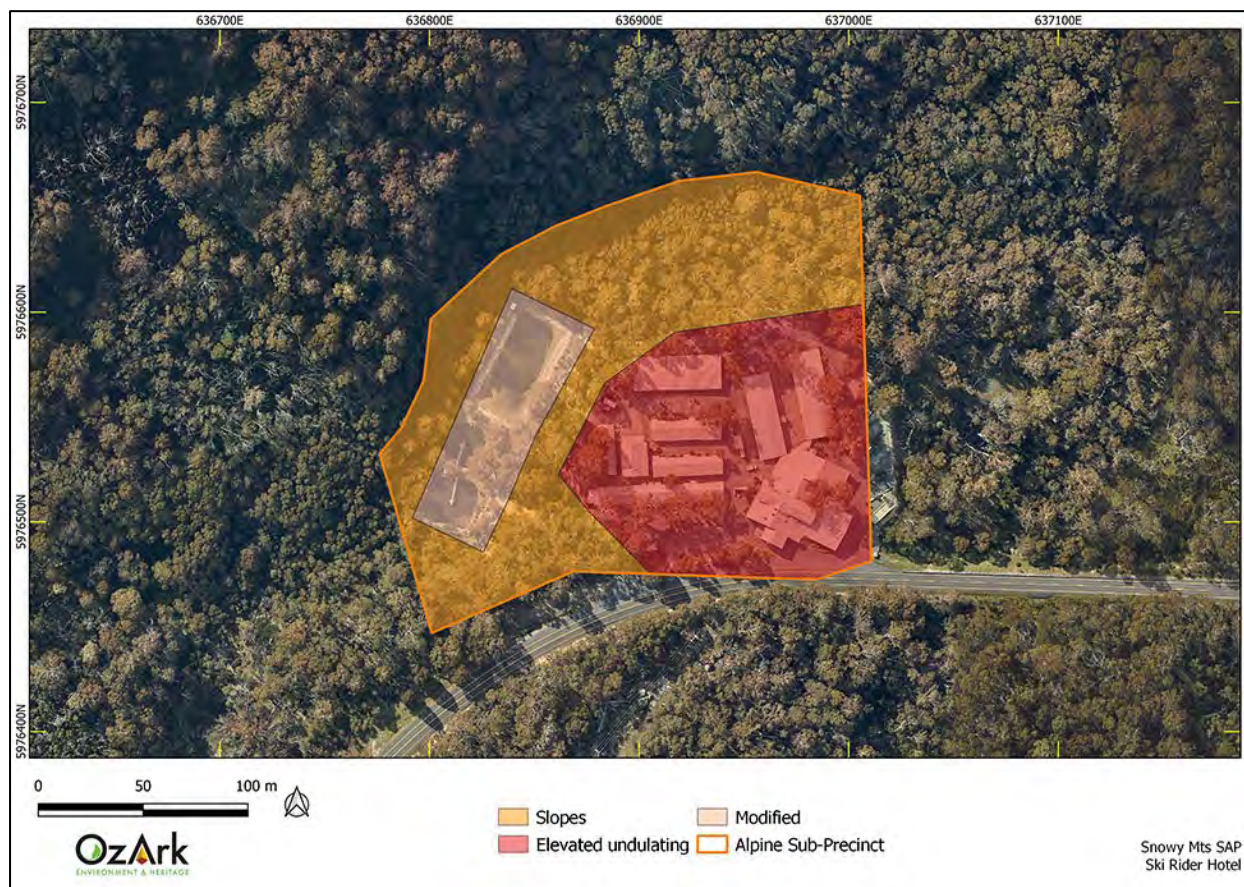 636700E 636800E 636900E 637000E 637100E
5976700N
5976600N
5976500N
5976400N
0 50 100 m
Slopes
Elevated undulating
Modified
Alpine Sub-Precinct
OzArk
ENVIRONMENT & HERITAGE
Snowy Mts SAP
Ski Rider Hotel